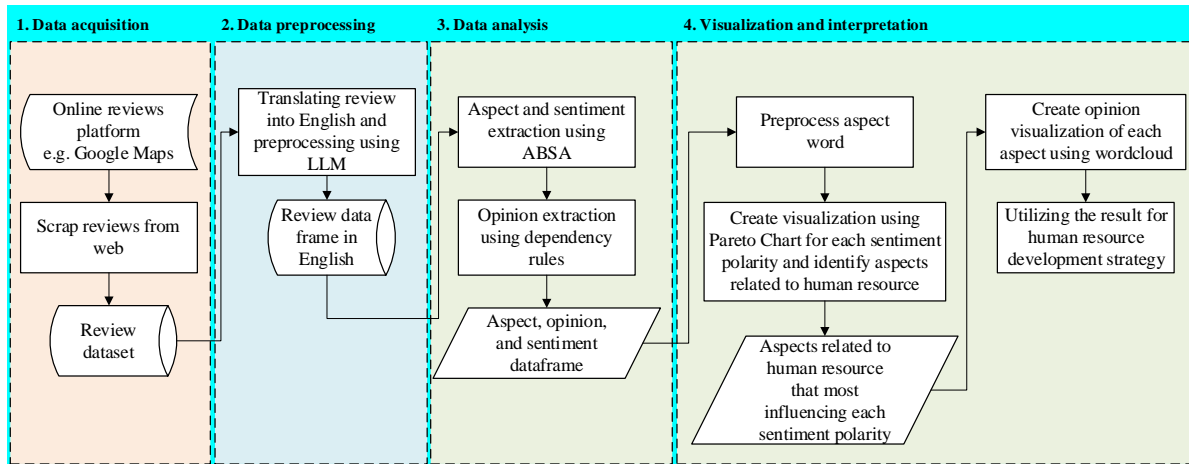 1. Data acquisition
Online reviews
platform
e.g. Google Maps
Scrap reviews from
web
Review
dataset
2. Data preprocessing
Translating review
into English and
preprocessing using
LLM
Review data
frame in
English
3. Data analysis
Aspect and sentiment
extraction using
ABSA
Opinion extraction
using dependency
rules
Aspect, opinion,
and sentiment
dataframe
4. Visualization and interpretation
Preprocess aspect
word
Create visualization using
Pareto Chart for each sentiment
polarity and identify aspects
related to human resource
Aspects related to
human resource
that most
influencing each
sentiment polarity
Create opinion
visualization of each
aspect using wordcloud
Utilizing the result for
human resource
development strategy